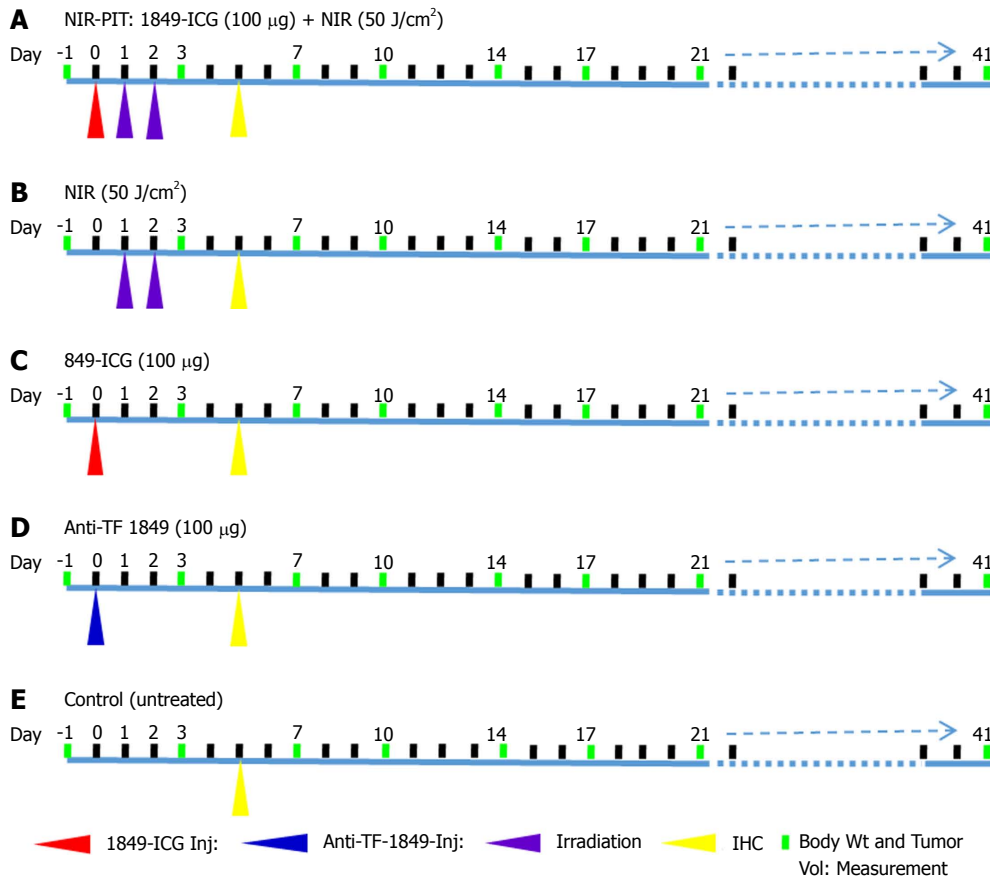 A NIR-PIT: 1849-ICG (100 µg) + NIR (50 J/cm²)
Day -1 0 1 2 3 7 10 14 17 21 41
B NIR (50 J/cm²)
Day -1 0 1 2 3 7 10 14 17 21 41
C 849-ICG (100 µg)
Day -1 0 1 2 3 7 10 14 17 21 41
D Anti-TF 1849 (100 µg)
Day -1 0 1 2 3 7 10 14 17 21 41
E Control (untreated)
Day -1 0 1 2 3 7 10 14 17 21 41
1849-ICG Inj: Anti-TF-1849-Inj: Irradiation IHC Body Wt and Tumor
Vol: Measurement